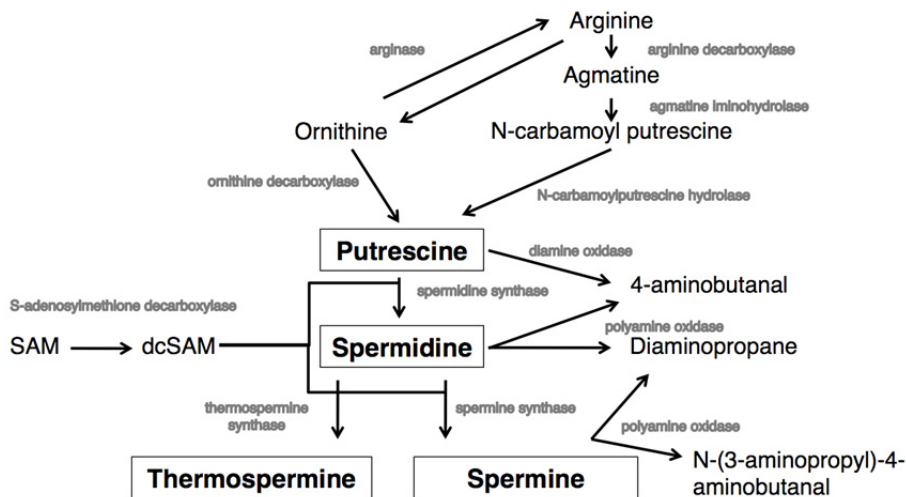 Arginine
arginase
arginine decarboxylase
Agmatine
agmatine iminohydrolase
Ornithine
N-carbamoyl putrescine
ornithine decarboxylase
N-carbamoylputrescine hydrolase
Putrescine
diamine oxidase
4-aminobutanal
S-adenosylmethione decarboxylase
spermidine synthase
polyamine oxidase
SAM
dcSAM
Spermidine
Diaminopropane
thermospermine
synthase
spermine synthase
polyamine oxidase
Thermospermine
Spermine
N-(3-aminopropyl)-4-
aminobutanal